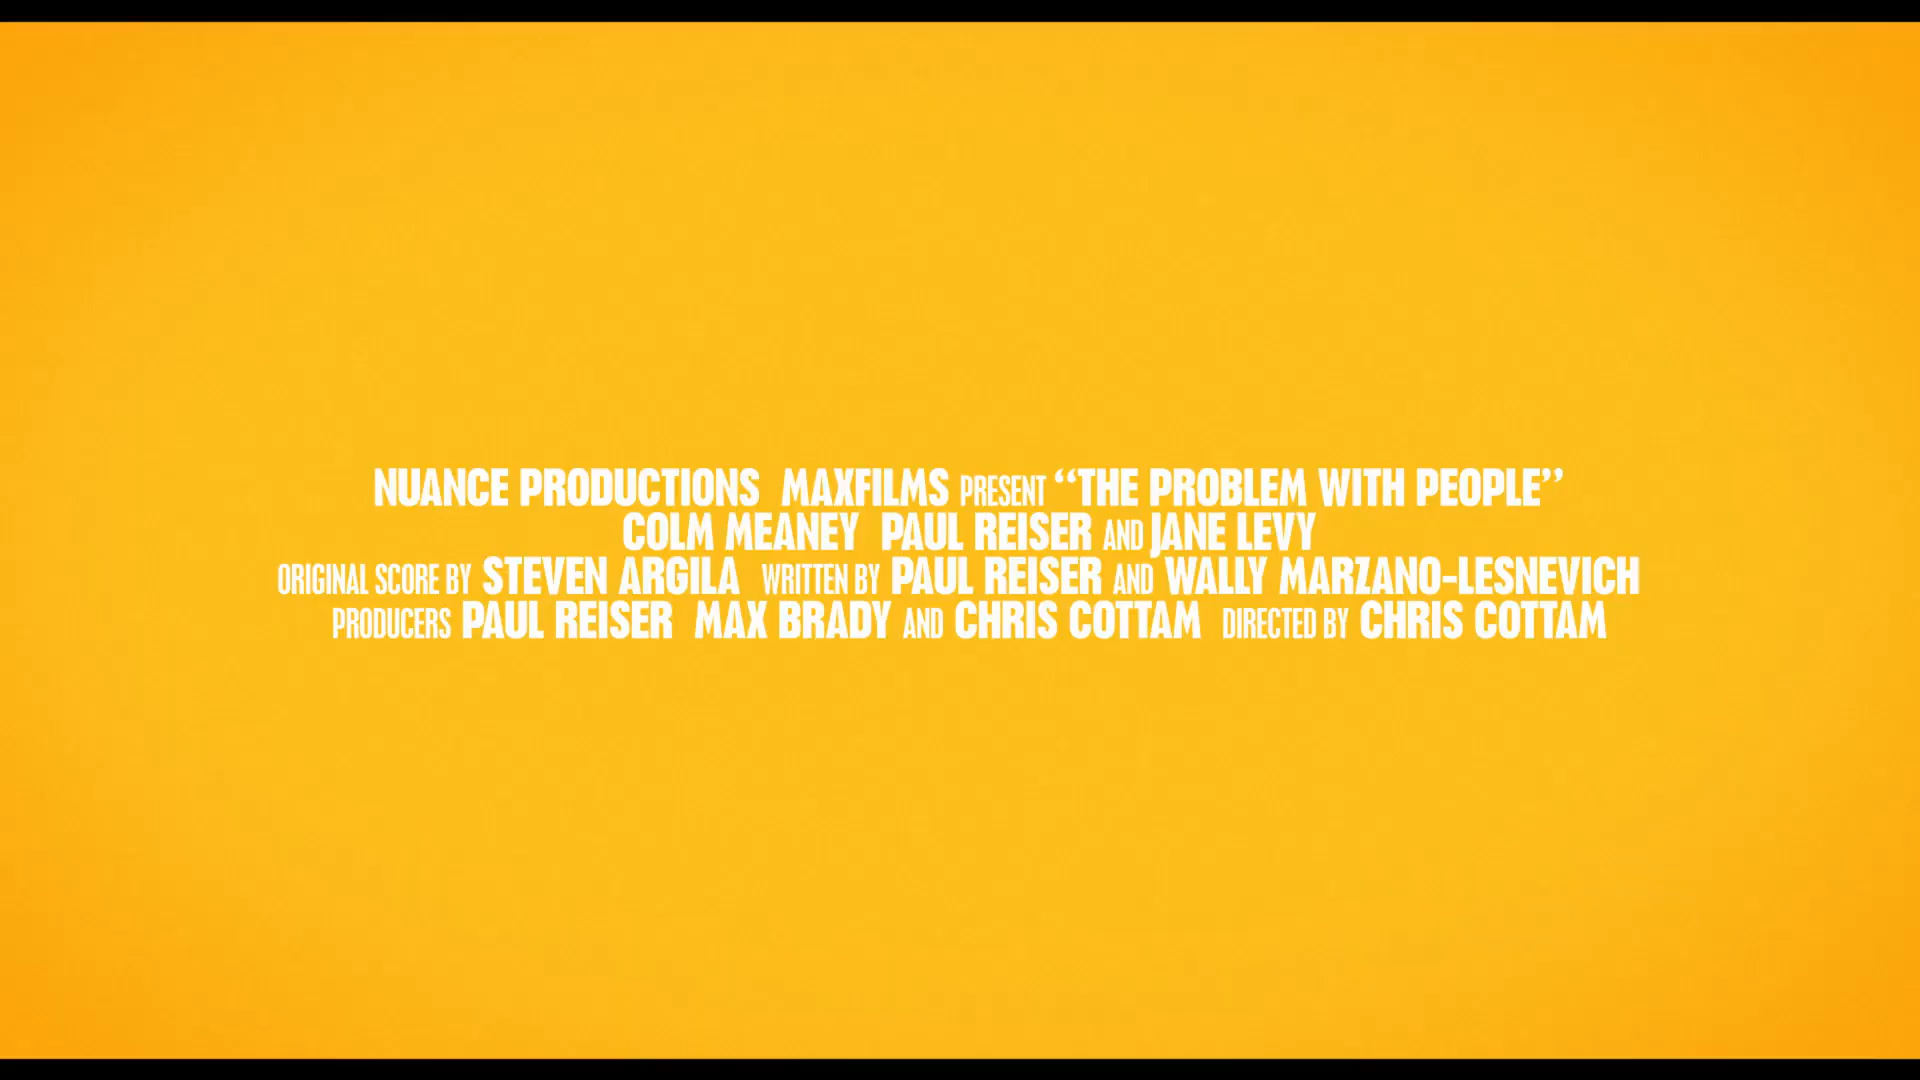 NUANCE PRODUCTIONS MAXFILMS PRESENT “THE PROBLEM WITH PEOPLE”
COLM MEANEY PAUL REISER AND JANE LEVY
ORIGINAL SCORE BY STEVEN ARGILA WRITTEN BY PAUL REISER AND WALLY MARZANO-LESNEVICH
PRODUCERS PAUL REISER MAX BRADY AND CHRIS COTTAM DIRECTED BY CHRIS COTTAM